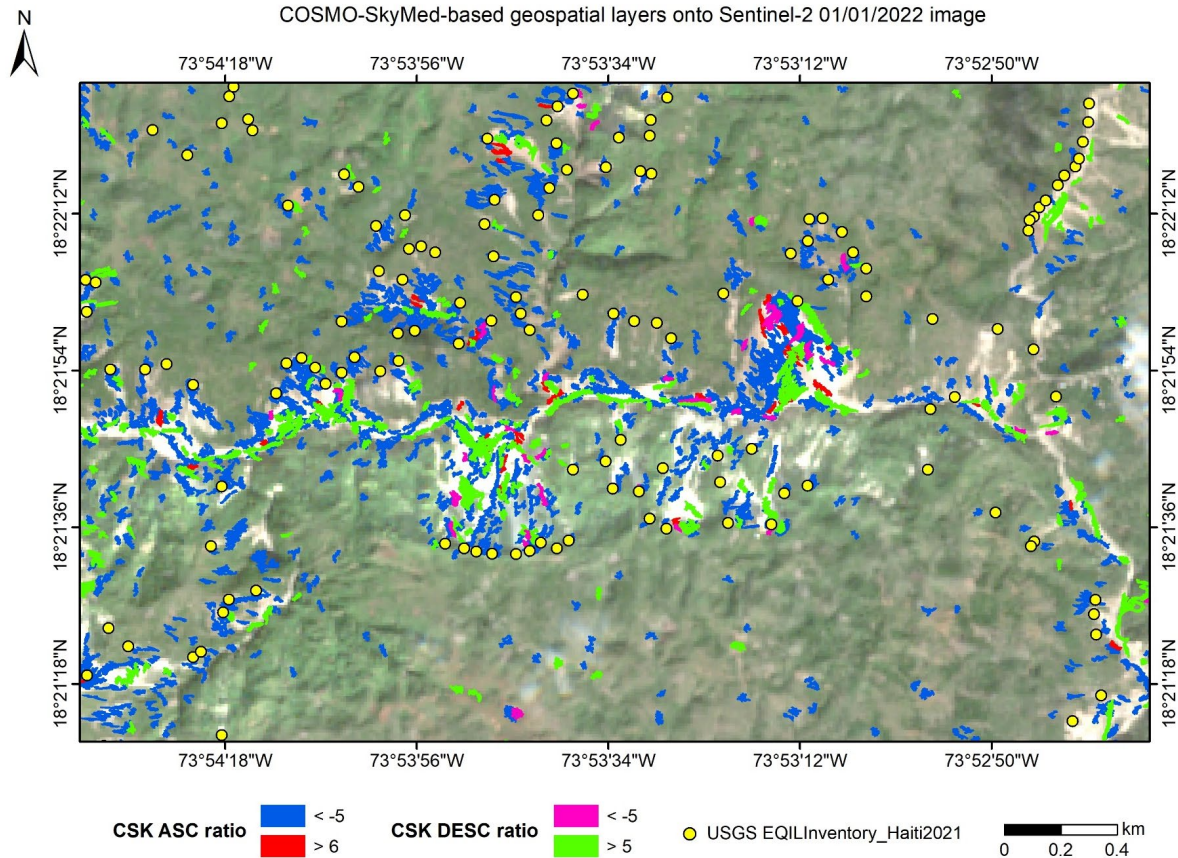 COSMO-SkyMed-based geospatial layers onto Sentinel-2 01/01/2022 image
N
73°54'18"W 73°53'56"W 73°53'34"W 73°53'12"W 72°52'50"W
18°22'12"N 18°22'12"N
18°21'54"N 18°21'54"N
18°21'36"N 18°21'36"N
18°21'18"N 18°21'18"N
73°54'18"W 73°53'56"W 73°53'34"W 73°53'12"W 72°52'50"W
CSK ASC ratio < -5 CSK DESC ratio < -5 USGS EQILInventory_Haiti2021 km
> 6 > 5 0 0.2 0.4